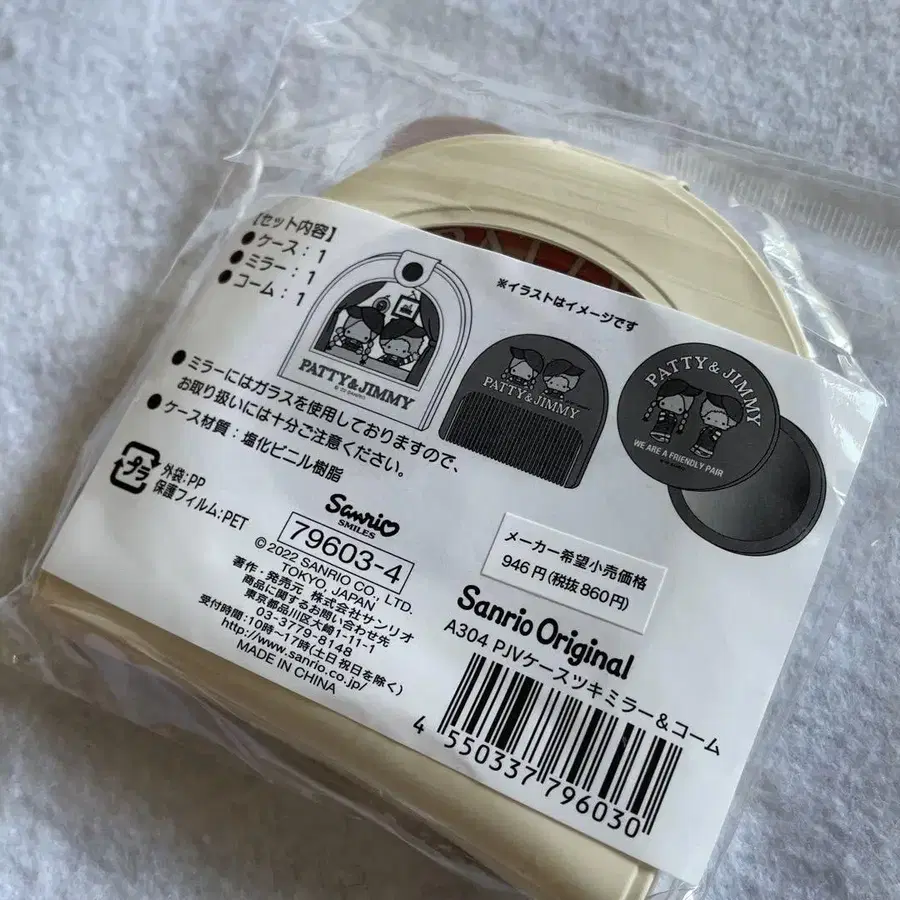 【セット内容】
●ケース：1
●ミラー：1
●コーム：1
※イラストはイメージです
PATTY & JIMMY
PATTY & JIMMY
PATTY & JIMMY
WE ARE A FRIENDLY PAIR
●ミラーにはガラスを使用しておりますので、
お取り扱いには十分ご注意ください。
●ケース材質：塩化ビニル樹脂
プラ
外袋:PP
保護フィルム:PET
Sanrio
SMILES
79603-4
© 2022 SANRIO CO., LTD.
TOKYO, JAPAN
著作・発売元 株式会社サンリオ
商品に関するお問い合わせ先
東京都品川区大崎1-11-1
03-3779-8148
受付時間:10時～17時(土日祝日を除く)
http://www.sanrio.co.jp/
MADE IN CHINA
メーカー希望小売価格
946円(税抜860円)
Sanrio Original
A304 PJVケースツキミラー&コーム
4 550337 796030